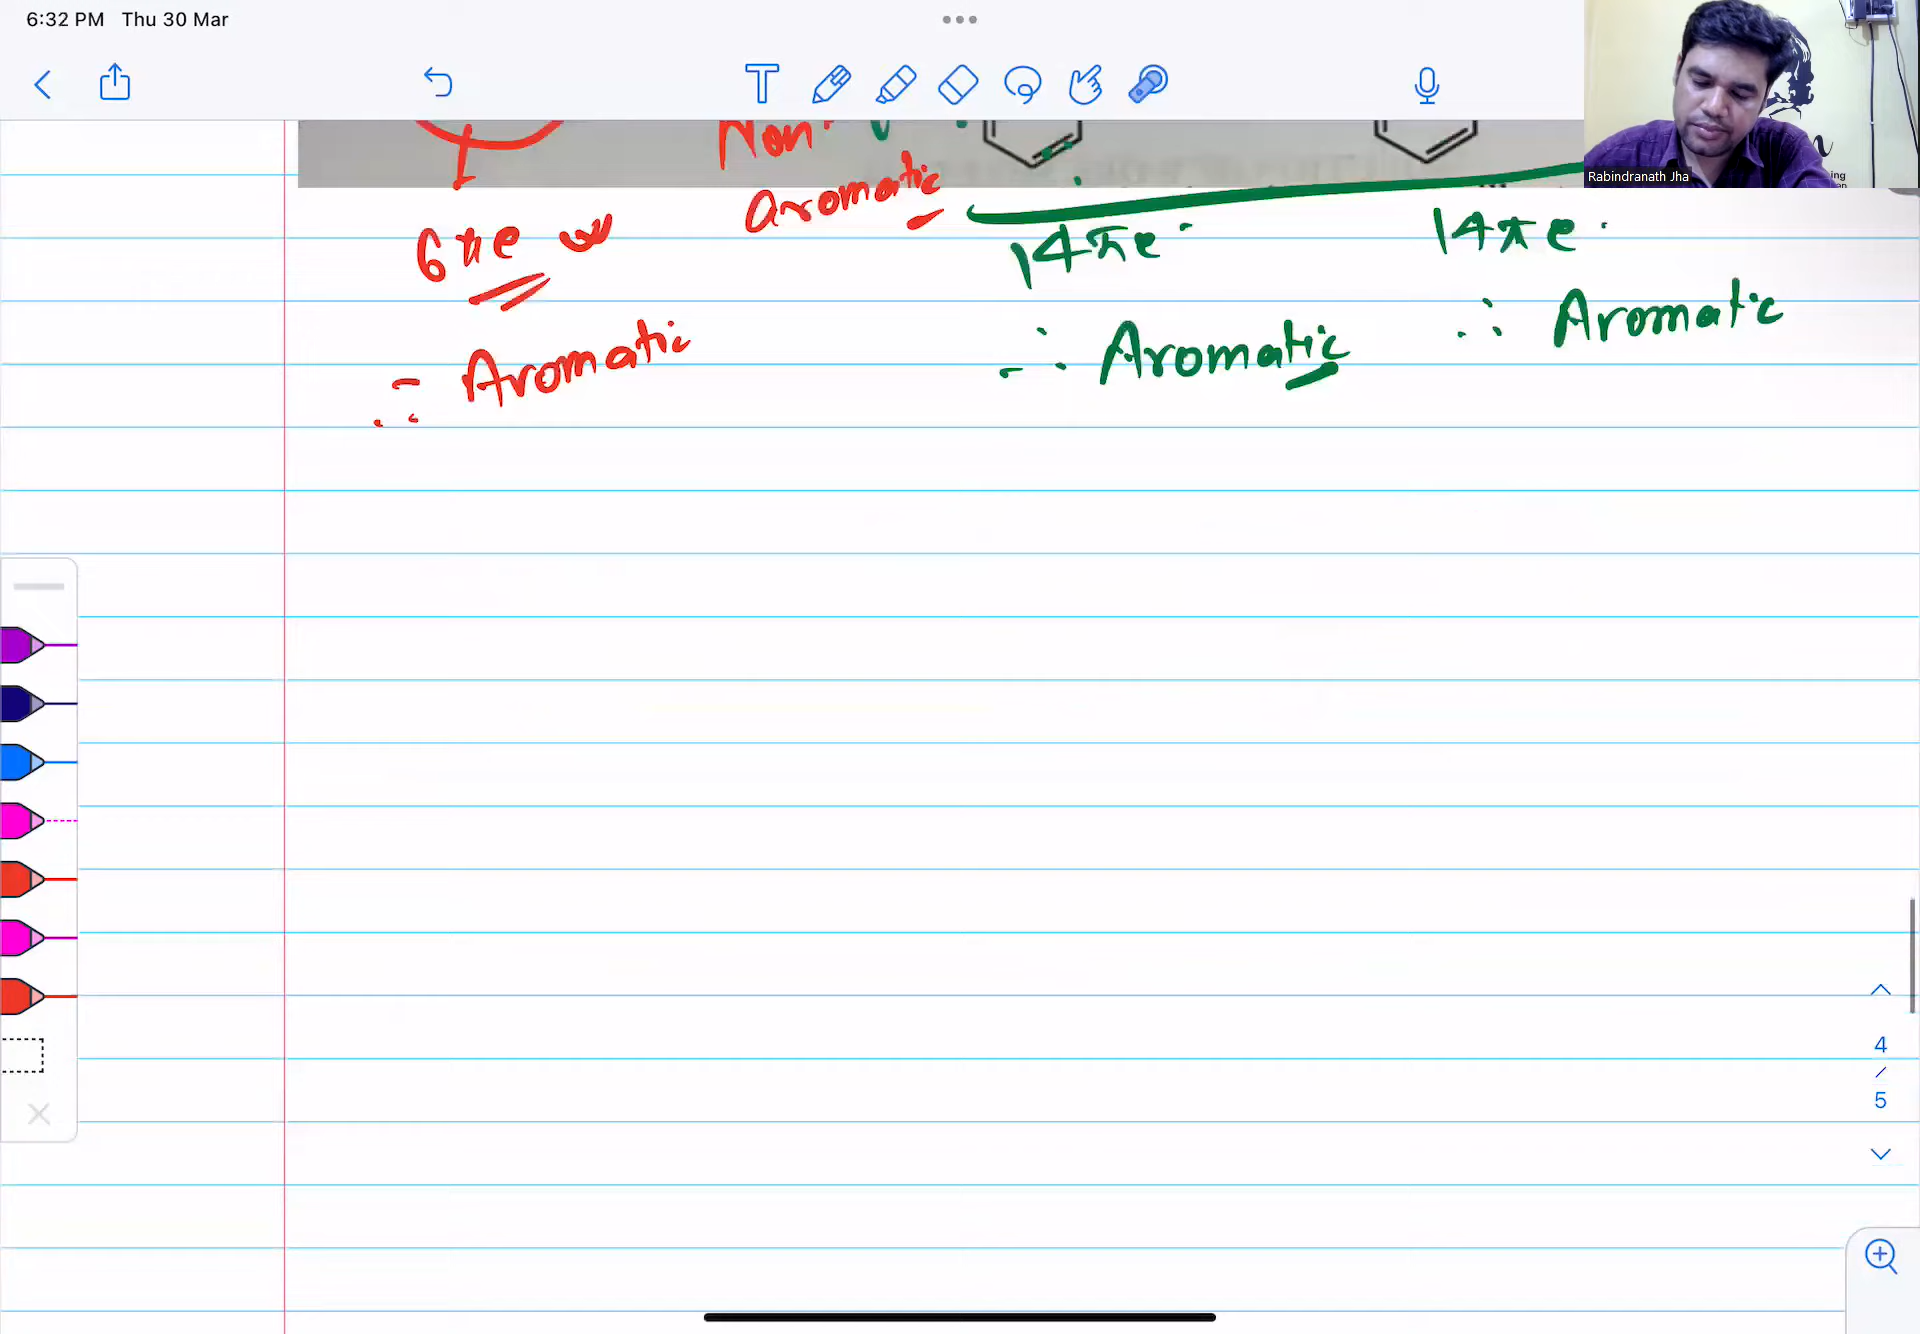 6:32 PM Thu 30 Mar
Rabindranath Jha
Non-
Aromatic
6πe
∴ Aromatic
14πe-
∴ Aromatic
14πe-
∴ Aromatic
4
/
5